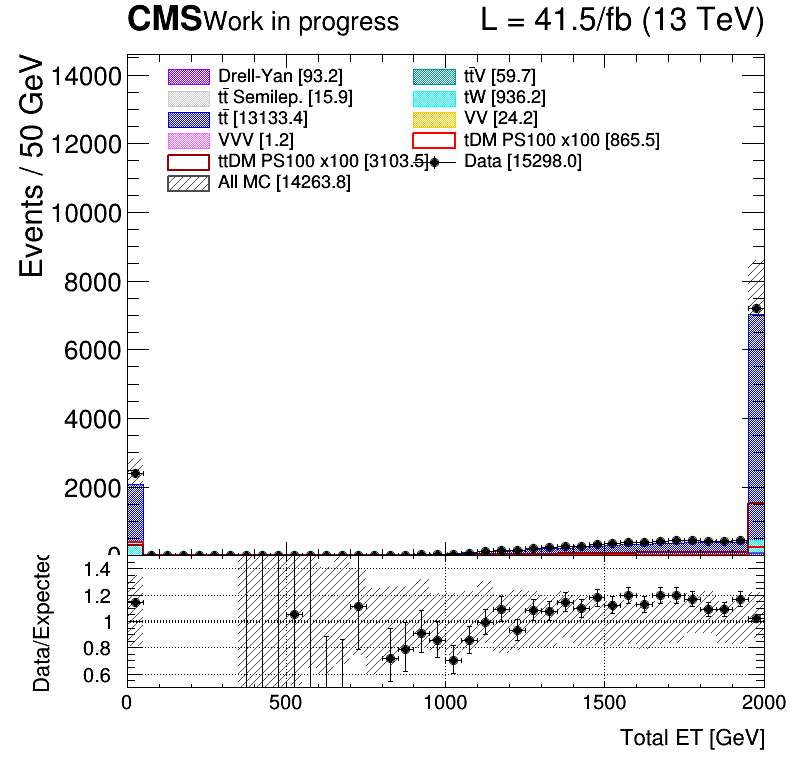 CMS Work in progress L = 41.5/fb (13 TeV)
Events / 50 GeV
14000
12000
10000
8000
6000
4000
2000
0
Drell-Yan [93.2] tt̄V [59.7]
tt̄ Semilep. [15.9] tW [936.2]
tt̄ [13133.4] VV [24.2]
VVV [1.2] tDM PS100 x100 [865.5]
ttDM PS100 x100 [3103.5] Data [15298.0]
All MC [14263.8]
Data/Expected
1.4
1.2
1
0.8
0.6
0 500 1000 1500 2000
Total ET [GeV]